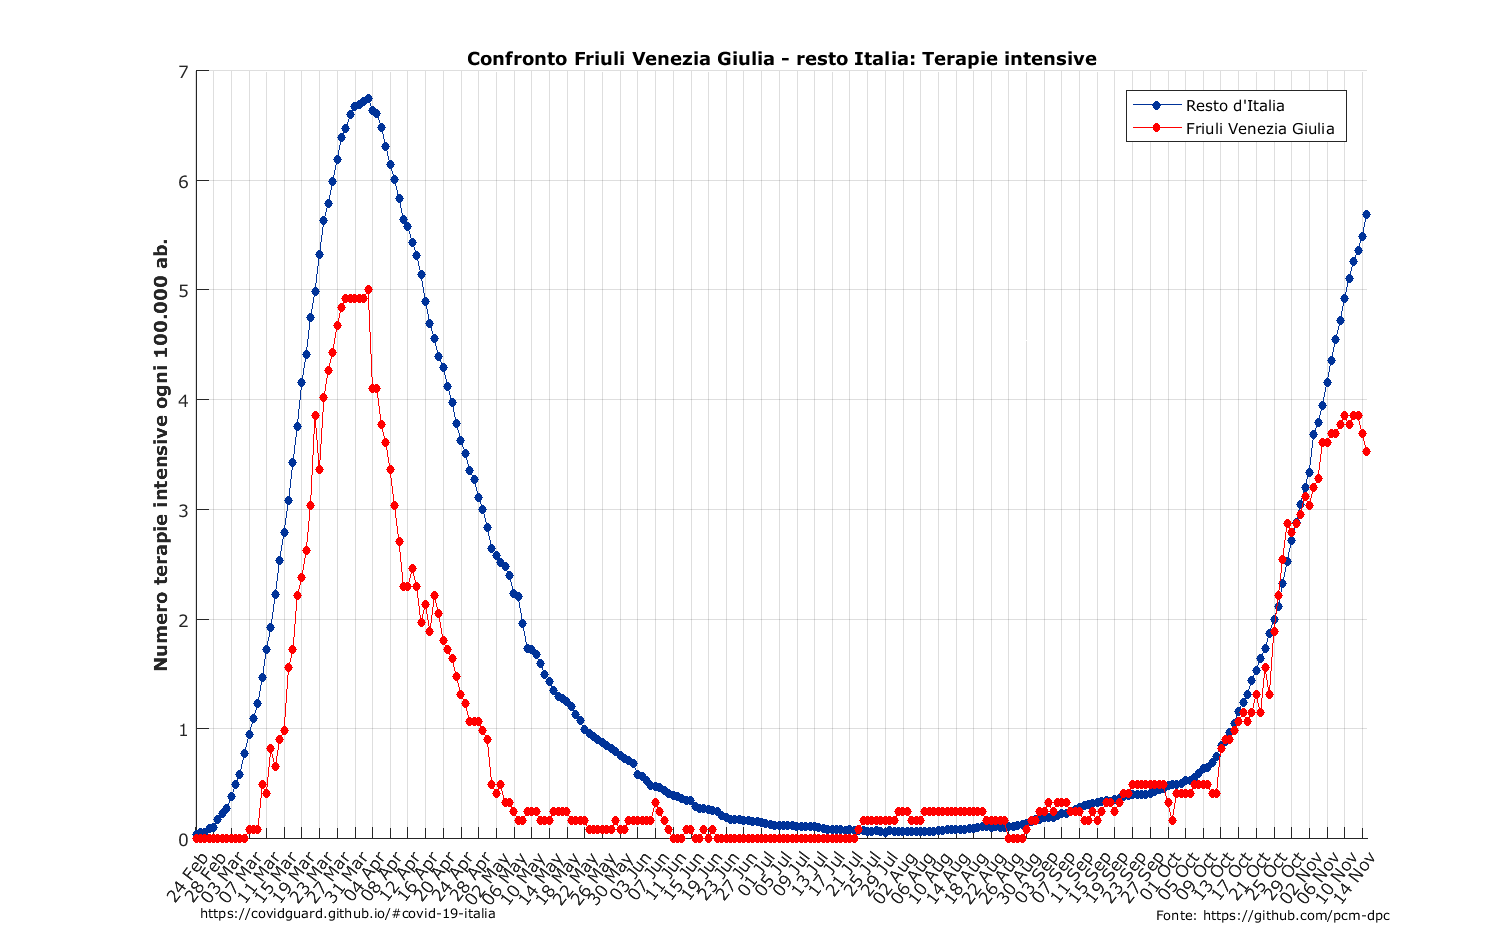 Confronto Friuli Venezia Giulia - resto Italia: Terapie intensive
Resto d'Italia
Friuli Venezia Giulia
Numero terapie intensive ogni 100.000 ab.
7
6
5
4
3
2
1
0
24 Feb
28 Feb
03 Mar
07 Mar
11 Mar
15 Mar
19 Mar
23 Mar
27 Mar
31 Mar
04 Apr
08 Apr
12 Apr
16 Apr
20 Apr
24 Apr
28 Apr
02 May
06 May
10 May
14 May
18 May
22 May
26 May
30 May
03 Jun
07 Jun
11 Jun
15 Jun
19 Jun
23 Jun
27 Jun
01 Jul
05 Jul
09 Jul
13 Jul
17 Jul
21 Jul
25 Jul
29 Jul
02 Aug
06 Aug
10 Aug
14 Aug
18 Aug
22 Aug
26 Aug
30 Aug
03 Sep
07 Sep
11 Sep
15 Sep
19 Sep
23 Sep
27 Sep
01 Oct
05 Oct
09 Oct
13 Oct
17 Oct
21 Oct
25 Oct
29 Oct
02 Nov
06 Nov
10 Nov
14 Nov
https://covidguard.github.io/#covid-19-italia
Fonte: https://github.com/pcm-dpc